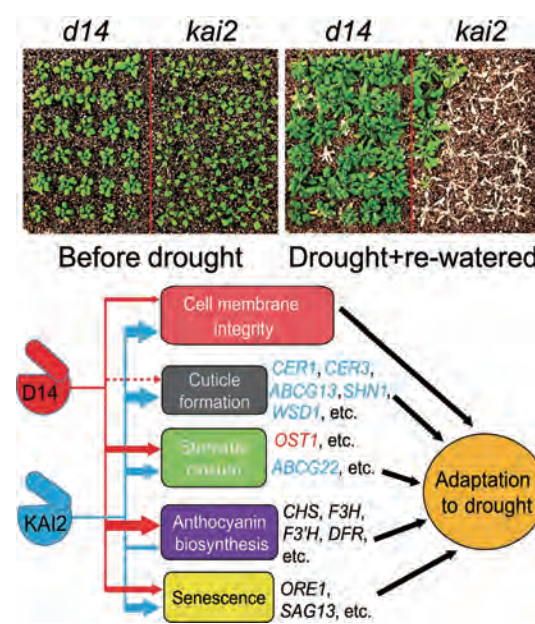 d14 kai2 d14 kai2
Before drought Drought+re-watered
Cell membrane
integrity
D14
Cuticle
formation
CER1, CER3,
ABCG13, SHN1,
WSD1, etc.
Stomatal
closure
OST1, etc.
ABCG22, etc.
Adaptation
to drought
KAI2
Anthocyanin
biosynthesis
CHS, F3H,
F3'H, DFR,
etc.
Senescence
ORE1,
SAG13, etc.